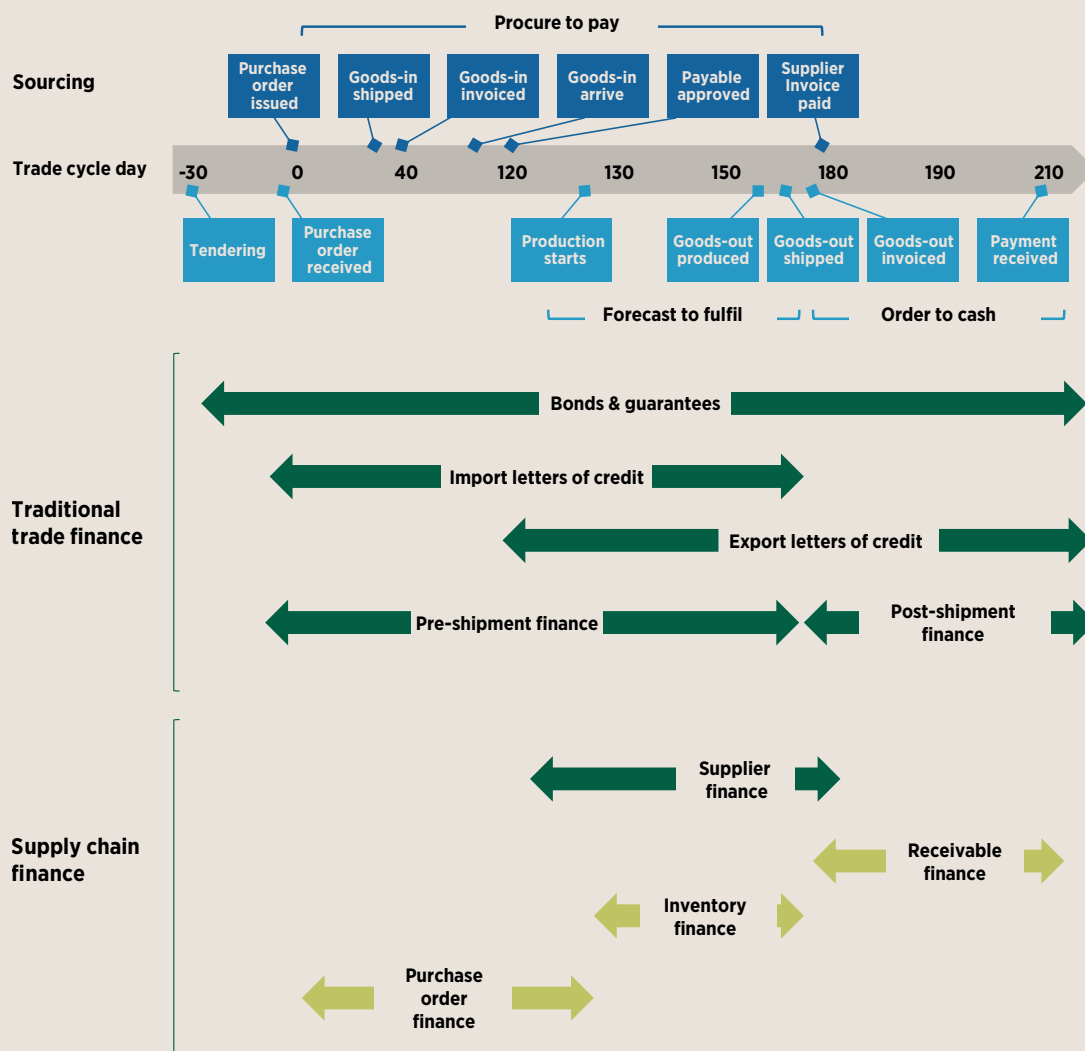 Procure to pay
Sourcing
Purchase
order
issued
Goods-in
shipped
Goods-in
invoiced
Goods-in
arrive
Payable
approved
Supplier
Invoice
paid
Trade cycle day
-30 0 40 120 130 150 180 190 210
Tendering
Purchase
order
received
Production
starts
Goods-out
produced
Goods-out
shipped
Goods-out
invoiced
Payment
received
Forecast to fulfil
Order to cash
Traditional
trade finance
Bonds & guarantees
Import letters of credit
Export letters of credit
Pre-shipment finance
Post-shipment
finance
Supply chain
finance
Supplier
finance
Receivable
finance
Inventory
finance
Purchase
order
finance